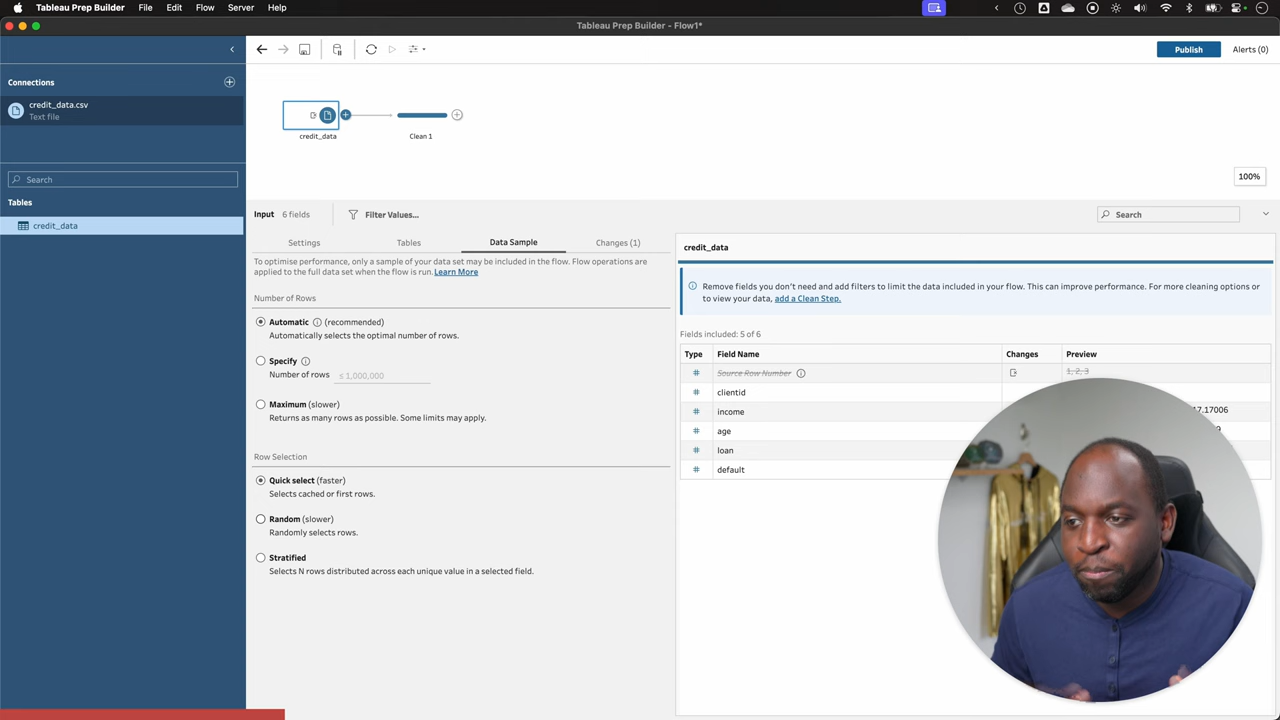 Tableau Prep Builder File Edit Flow Server Help
Tableau Prep Builder - Flow1*
Publish
Alerts (0)
Connections
credit_data.csv
Text file
Search
Tables
credit_data
credit_data
Clean 1
100%
Input 6 fields
Filter Values...
Search
Settings
Tables
Data Sample
Changes (1)
To optimise performance, only a sample of your data set may be included in the flow. Flow operations are
applied to the full data set when the flow is run. Learn More
Number of Rows
Automatic (recommended)
Automatically selects the optimal number of rows.
Specify
Number of rows ≤ 1,000,000
Maximum (slower)
Returns as many rows as possible. Some limits may apply.
Row Selection
Quick select (faster)
Selects cached or first rows.
Random (slower)
Randomly selects rows.
Stratified
Selects N rows distributed across each unique value in a selected field.
credit_data
Remove fields you don't need and add filters to limit the data included in your flow. This can improve performance. For more cleaning options or
to view your data, add a Clean Step.
Fields included: 5 of 6
Type Field Name Changes Preview
# Source Row Number 1, 2, 3
# clientid
# income 17.17006
# age
# loan
# default